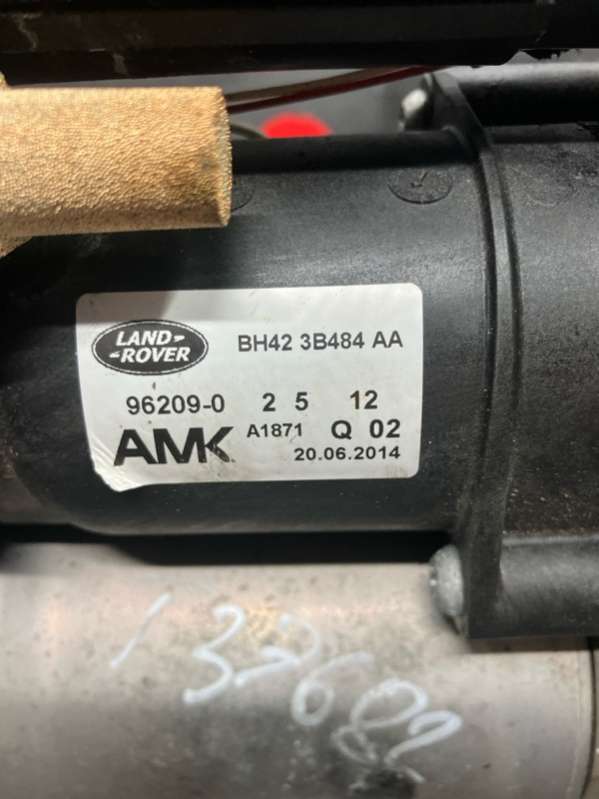 LAND-
-ROVER
BH42 3B484 AA
96209-0 2 5 12
AMK A1871 Q 02
20.06.2014